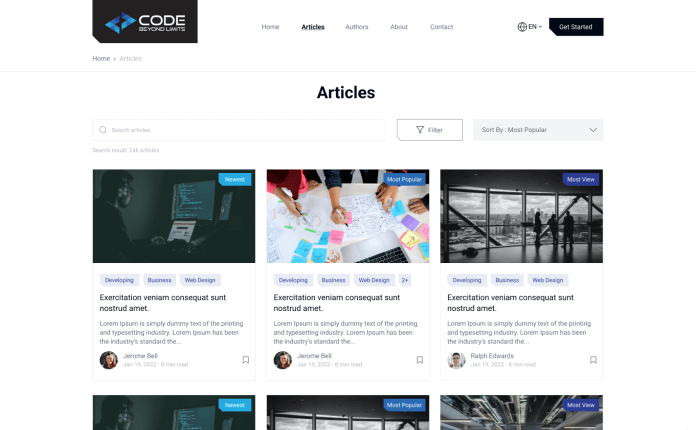 CODE
BEYOND LIMITS
Home Articles Authors About Contact
EN
Get Started
Home › Articles
Articles
Search articles
Filter
Sort By : Most Popular
Search result: 246 articles
Newest
Most Popular
Most View
Developing Business Web Design
Developing Business Web Design 2+
Developing Business Web Design
Exercitation veniam consequat sunt
nostrud amet.
Lorem Ipsum is simply dummy text of the printing
and typesetting industry. Lorem Ipsum has been
the industry's standard the...
Jerome Bell
Jan 19, 2022 - 8 min read
Exercitation veniam consequat sunt
nostrud amet.
Lorem Ipsum is simply dummy text of the printing
and typesetting industry. Lorem Ipsum has been
the industry's standard the...
Jerome Bell
Jan 19, 2022 - 8 min read
Exercitation veniam consequat sunt
nostrud amet.
Lorem Ipsum is simply dummy text of the printing
and typesetting industry. Lorem Ipsum has been
the industry's standard the...
Ralph Edwards
Jan 19, 2022 - 8 min read
Newest
Most Popular
Most View